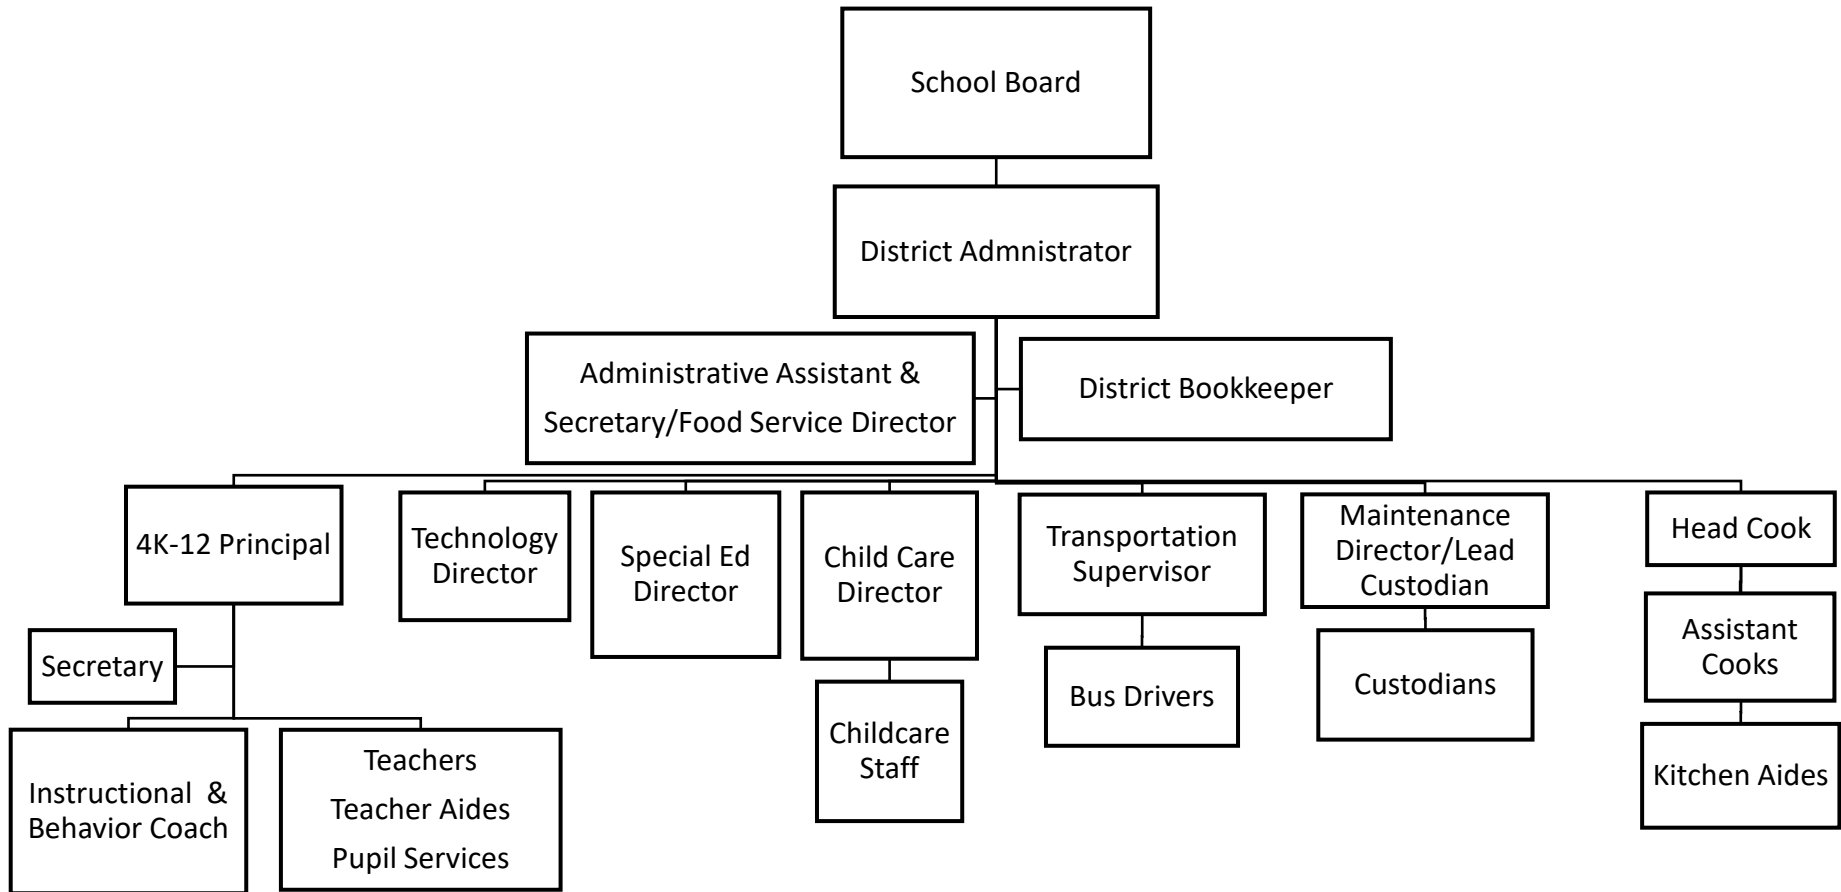 School Board
District Admnistrator
Administrative Assistant &
Secretary/Food Service Director
District Bookkeeper
4K-12 Principal
Technology
Director
Special Ed
Director
Child Care
Director
Transportation
Supervisor
Maintenance
Director/Lead
Custodian
Head Cook
Secretary
Instructional & 
Behavior Coach
Teachers
Teacher Aides
Pupil Services
Childcare
Staff
Bus Drivers
Custodians
Assistant
Cooks
Kitchen Aides